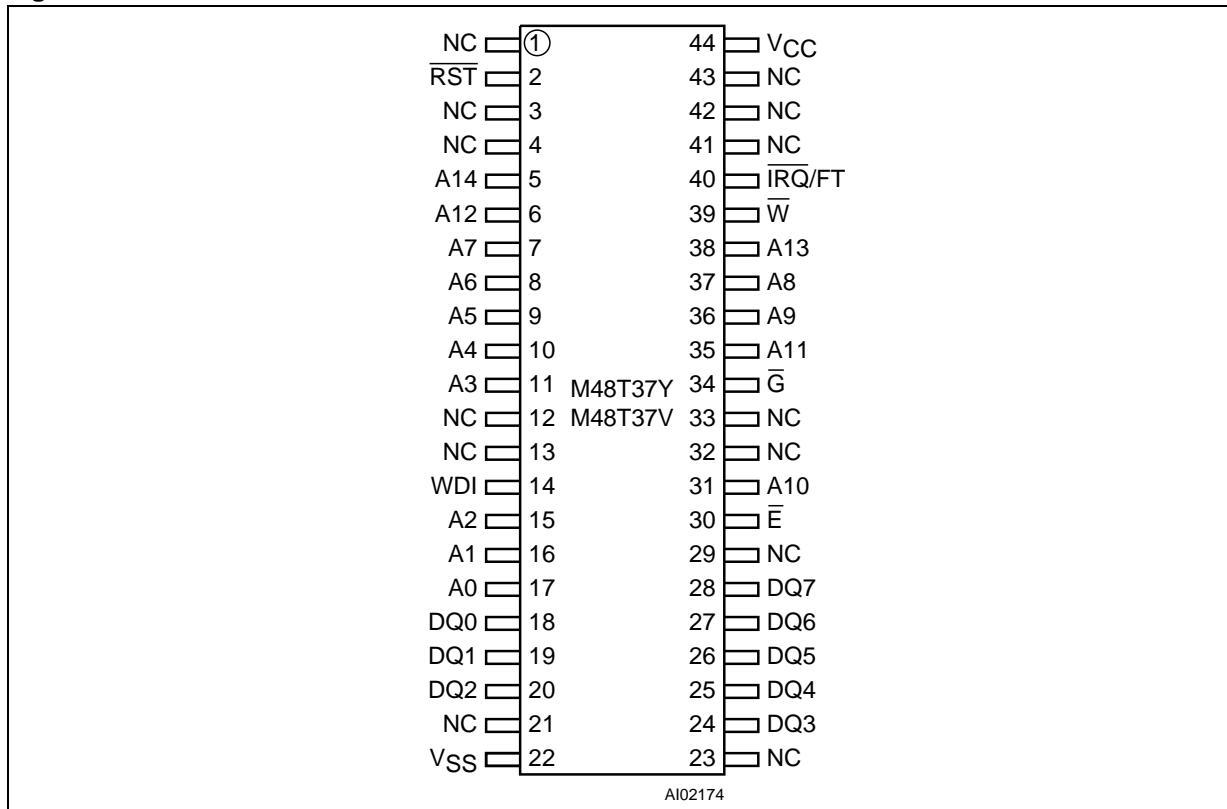 NC 1 44 VCC
R̅S̅T̅ 2 43 NC
NC 3 42 NC
NC 4 41 NC
A14 5 40 I̅R̅Q̅/FT
A12 6 39 W̅
A7 7 38 A13
A6 8 37 A8
A5 9 36 A9
A4 10 35 A11
A3 11 M48T37Y 34 G̅
NC 12 M48T37V 33 NC
NC 13 32 NC
WDI 14 31 A10
A2 15 30 E̅
A1 16 29 NC
A0 17 28 DQ7
DQ0 18 27 DQ6
DQ1 19 26 DQ5
DQ2 20 25 DQ4
NC 21 24 DQ3
VSS 22 23 NC
AI02174